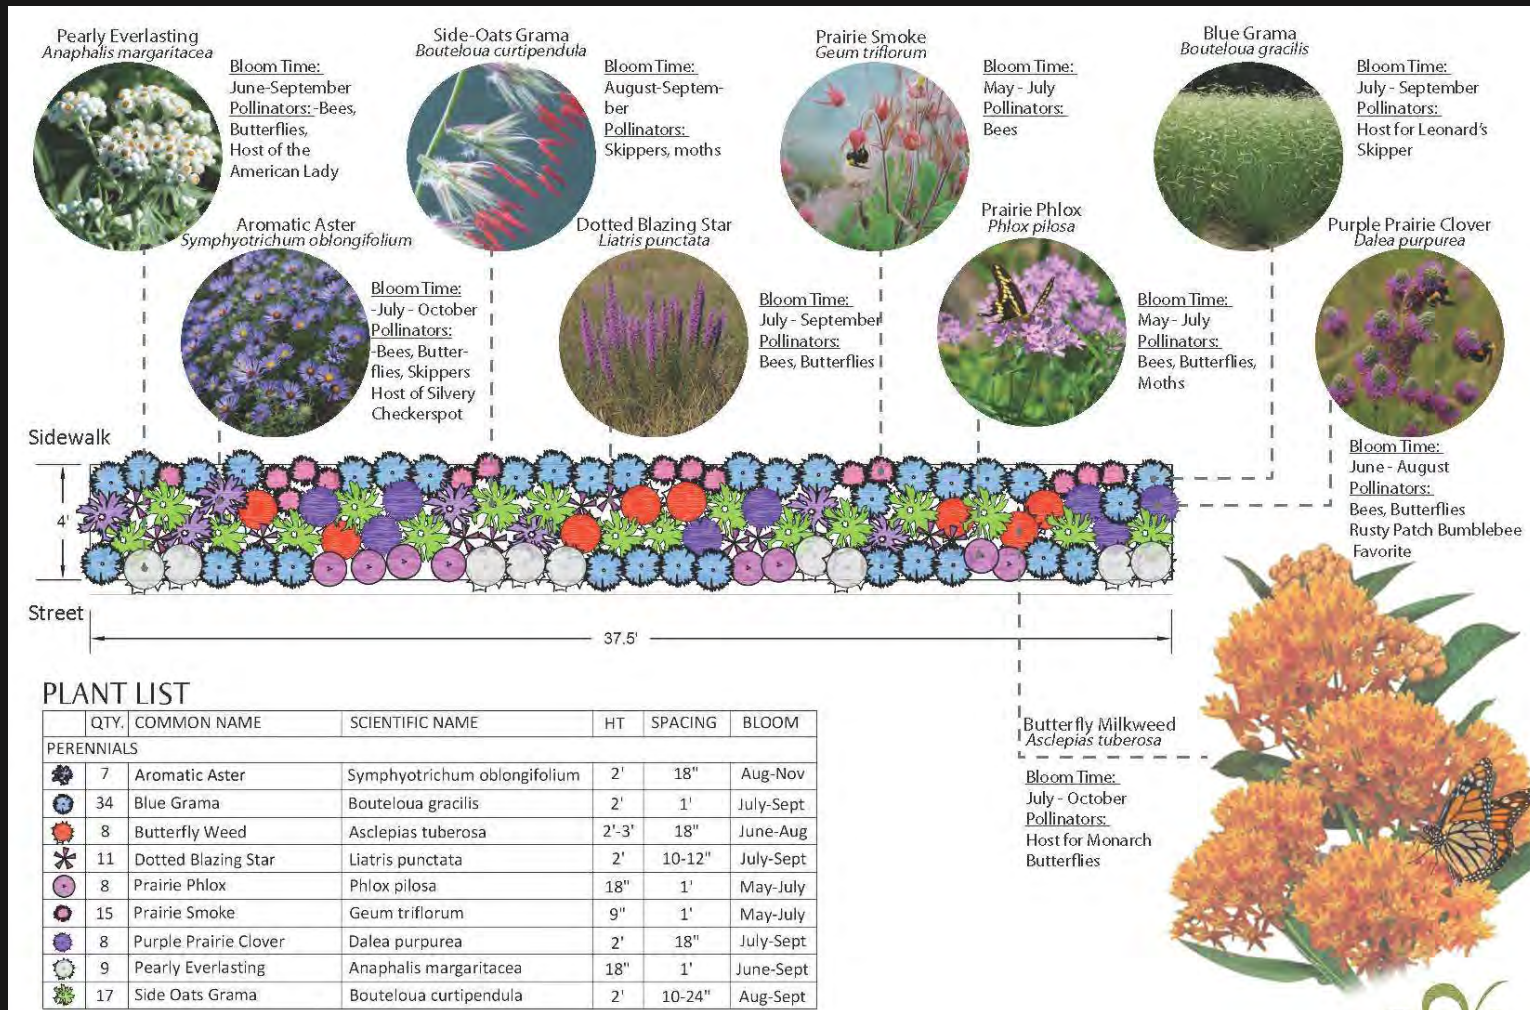 Pearly Everlasting
Anaphalis margaritacea
Bloom Time:
June-September
Pollinators: -Bees,
Butterflies,
Host of the
American Lady
Side-Oats Grama
Bouteloua curtipendula
Bloom Time:
August-Septem-
ber
Pollinators:
Skippers, moths
Prairie Smoke
Geum triflorum
Bloom Time:
May - July
Pollinators:
Bees
Blue Grama
Bouteloua gracilis
Bloom Time:
July - September
Pollinators:
Host for Leonard's
Skipper
Aromatic Aster
Symphyotrichum oblongifolium
Bloom Time:
-July - October
Pollinators:
-Bees, Butter-
flies, Skippers
Host of Silvery
Checkerspot
Dotted Blazing Star
Liatris punctata
Bloom Time:
July - September
Pollinators:
Bees, Butterflies
Prairie Phlox
Phlox pilosa
Bloom Time:
May - July
Pollinators:
Bees, Butterflies,
Moths
Purple Prairie Clover
Dalea purpurea
Bloom Time:
June - August
Pollinators:
Bees, Butterflies
Rusty Patch Bumblebee
Favorite
Sidewalk
4'
Street
37.5'
Butterfly Milkweed
Asclepias tuberosa
Bloom Time:
July - October
Pollinators:
Host for Monarch
Butterflies
PLANT LIST
QTY. COMMON NAME SCIENTIFIC NAME HT SPACING BLOOM
PERENNIALS
7 Aromatic Aster Symphyotrichum oblongifolium 2' 18" Aug-Nov
34 Blue Grama Bouteloua gracilis 2' 1' July-Sept
8 Butterfly Weed Asclepias tuberosa 2'-3' 18" June-Aug
11 Dotted Blazing Star Liatris punctata 2' 10-12" July-Sept
8 Prairie Phlox Phlox pilosa 18" 1' May-July
15 Prairie Smoke Geum triflorum 9" 1' May-July
8 Purple Prairie Clover Dalea purpurea 2' 18" July-Sept
9 Pearly Everlasting Anaphalis margaritacea 18" 1' June-Sept
17 Side Oats Grama Bouteloua curtipendula 2' 10-24" Aug-Sept